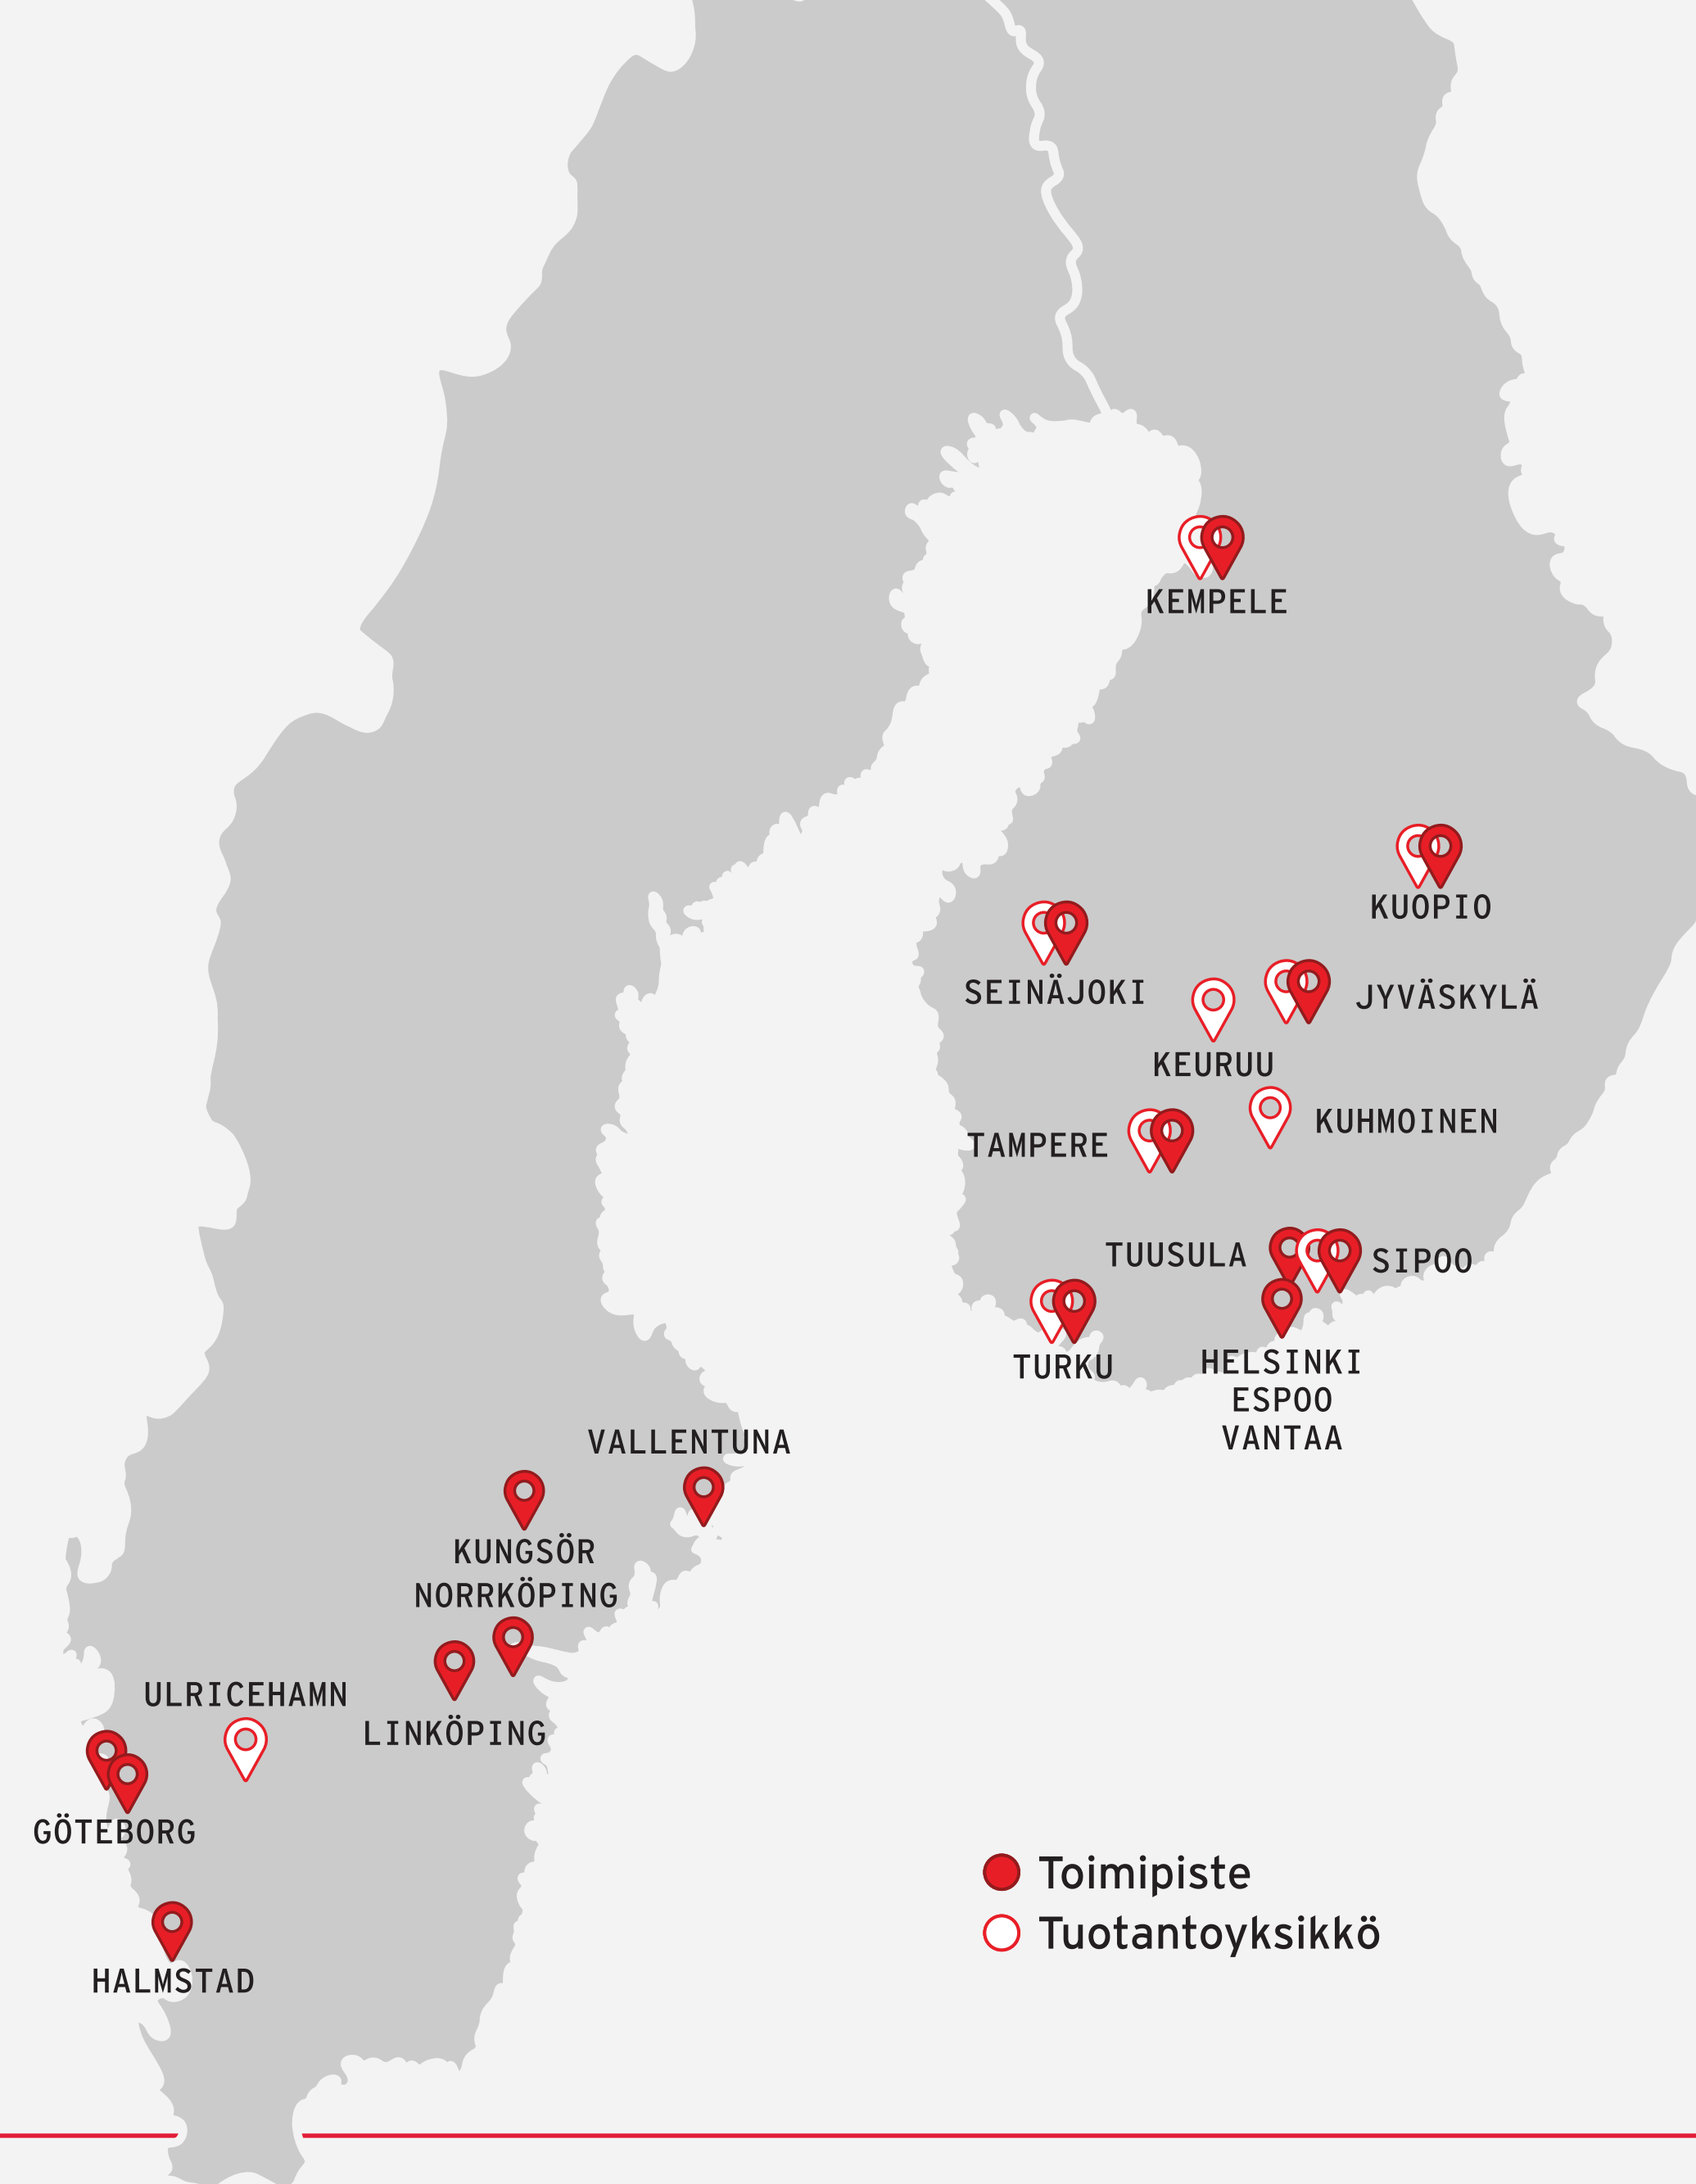 KEMPELE
KUOPIO
SEINÄJOKI
JYVÄSKYLÄ
KEURUU
KUHMOINEN
TAMPERE
TUUSULA
SIPOO
TURKU
HELSINKI
ESPOO
VANTAA
VALLENTUNA
KUNGSÖR
NORRKÖPING
ULRICEHAMN
LINKÖPING
GÖTEBORG
Toimipiste
Tuotantoyksikkö
HALMSTAD